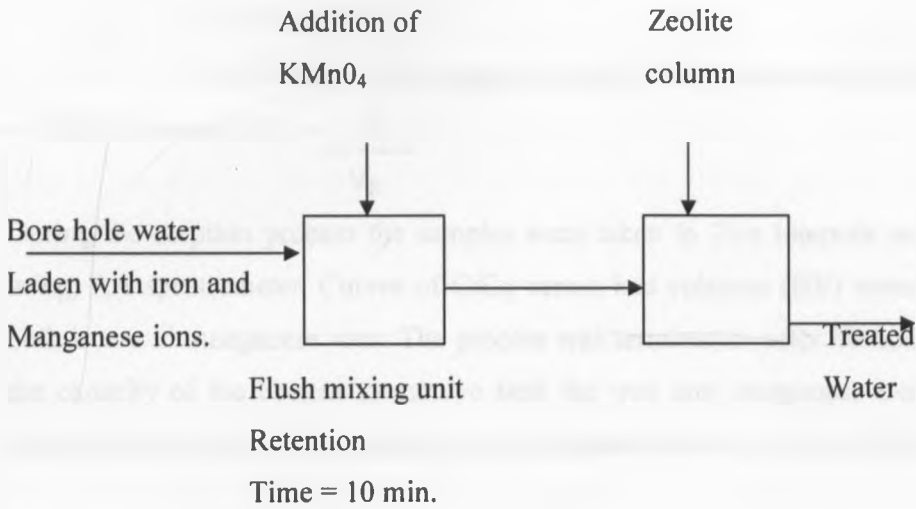 Addition of
KMn0₄
Zeolite
column
Bore hole water
Laden with iron and
Manganese ions.
Treated
Water.
Flush mixing unit
Retention
Time = 10 min.